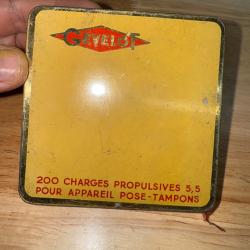 GEVELOT
200 CHARGES PROPULSIVES 5,5
POUR APPAREIL POSE-TAMPONS